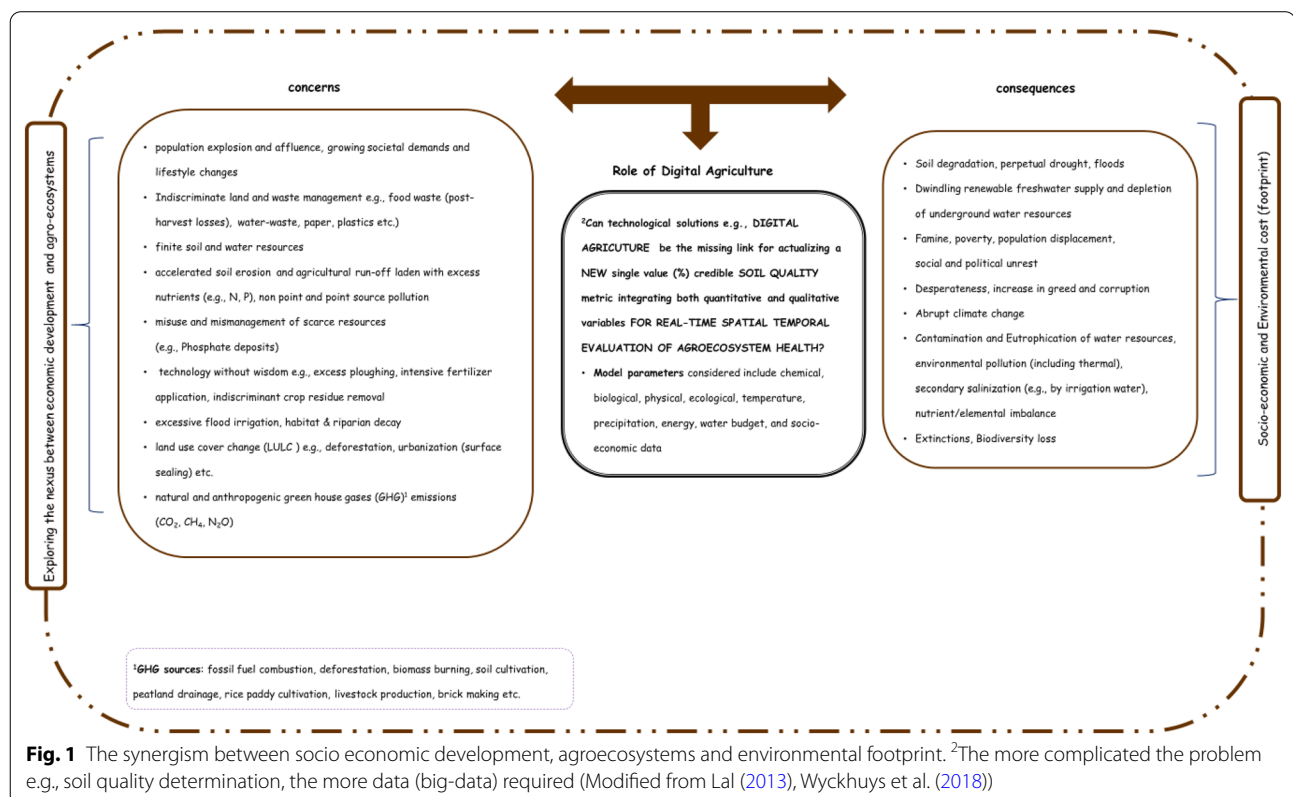 Exploring the nexus between economic development and agro-ecosystems
concerns
• population explosion and affluence, growing societal demands and
lifestyle changes
• Indiscriminate land and waste management e.g., food waste (post-
harvest losses), water-waste, paper, plastics etc.)
• finite soil and water resources
• accelerated soil erosion and agricultural run-off laden with excess
nutrients (e.g., N, P), non point and point source pollution
• misuse and mismanagement of scarce resources
(e.g., Phosphate deposits)
• technology without wisdom e.g., excess ploughing, intensive fertilizer
application, indiscriminant crop residue removal
• excessive flood irrigation, habitat & riparian decay
• land use cover change (LULC ) e.g., deforestation, urbanization (surface
sealing) etc.
• natural and anthropogenic green house gases (GHG)¹ emissions
(CO₂, CH₄, N₂O)
Role of Digital Agriculture
²Can technological solutions e.g., DIGITAL
AGRICUTURE be the missing link for actualizing a
NEW single value (%) credible SOIL QUALITY
metric integrating both quantitative and qualitative
variables FOR REAL-TIME SPATIAL TEMPORAL
EVALUATION OF AGROECOSYSTEM HEALTH?
• Model parameters considered include chemical,
biological, physical, ecological, temperature,
precipitation, energy, water budget, and socio-
economic data
consequences
• Soil degradation, perpetual drought, floods
• Dwindling renewable freshwater supply and depletion
of underground water resources
• Famine, poverty, population displacement,
social and political unrest
• Desperateness, increase in greed and corruption
• Abrupt climate change
• Contamination and Eutrophication of water resources,
environmental pollution (including thermal),
secondary salinization (e.g., by irrigation water),
nutrient/elemental imbalance
• Extinctions, Biodiversity loss
Socio-economic and Environmental cost (footprint)
¹GHG sources: fossil fuel combustion, deforestation, biomass burning, soil cultivation,
peatland drainage, rice paddy cultivation, livestock production, brick making etc.
Fig. 1 The synergism between socio economic development, agroecosystems and environmental footprint. ²The more complicated the problem
e.g., soil quality determination, the more data (big-data) required (Modified from Lal (2013), Wyckhuys et al. (2018))